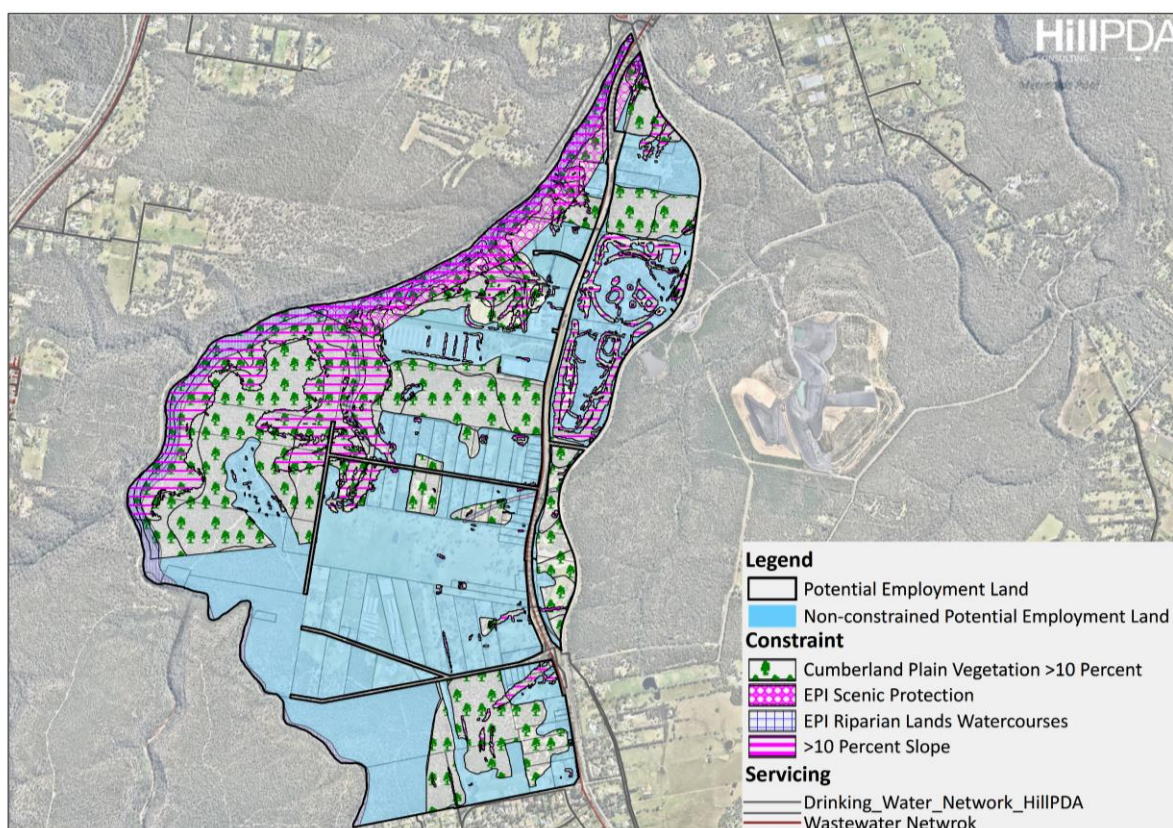 HillPDA
CONSULTING
Legend
Potential Employment Land
Non-constrained Potential Employment Land
Constraint
Cumberland Plain Vegetation >10 Percent
EPI Scenic Protection
EPI Riparian Lands Watercourses
>10 Percent Slope
Servicing
Drinking_Water_Network_HillPDA
Wastewater Netwrok